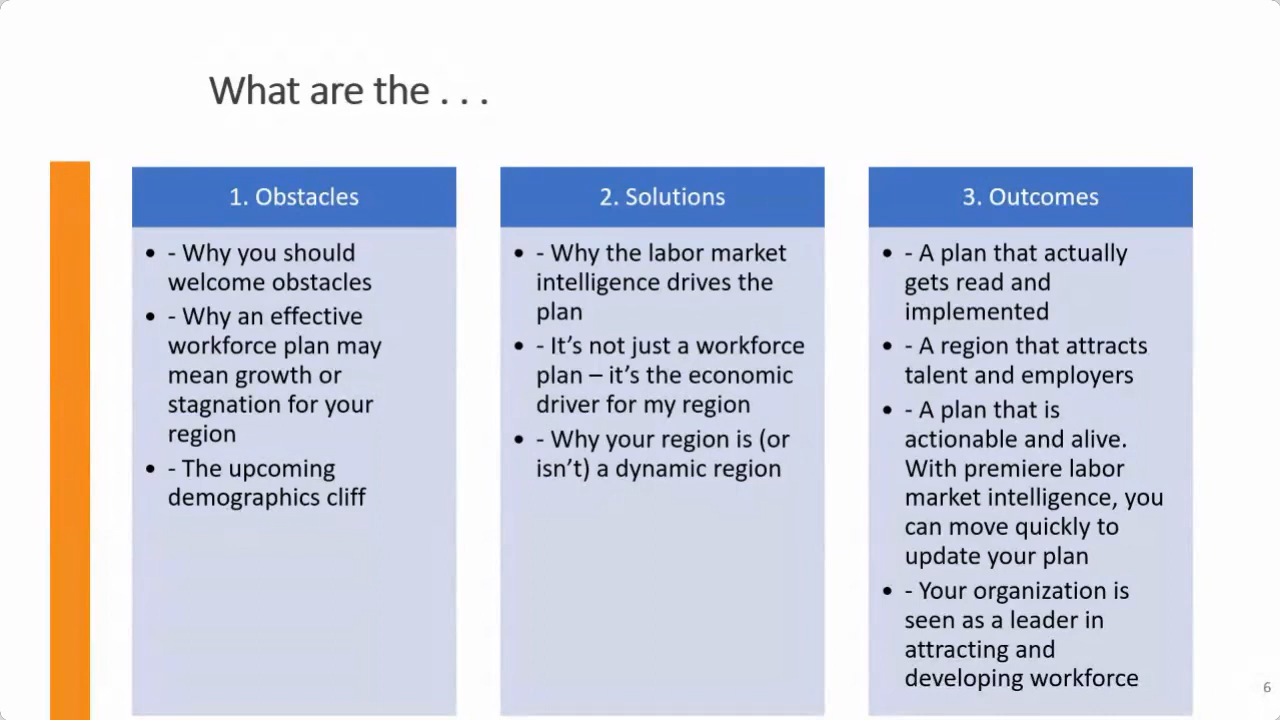 What are the . . .
1. Obstacles
• - Why you should
welcome obstacles
• - Why an effective
workforce plan may
mean growth or
stagnation for your
region
• - The upcoming
demographics cliff
2. Solutions
• - Why the labor market
intelligence drives the
plan
• - It’s not just a workforce
plan – it’s the economic
driver for my region
• - Why your region is (or
isn’t) a dynamic region
3. Outcomes
• - A plan that actually
gets read and
implemented
• - A region that attracts
talent and employers
• - A plan that is
actionable and alive.
With premiere labor
market intelligence, you
can move quickly to
update your plan
• - Your organization is
seen as a leader in
attracting and
developing workforce
6